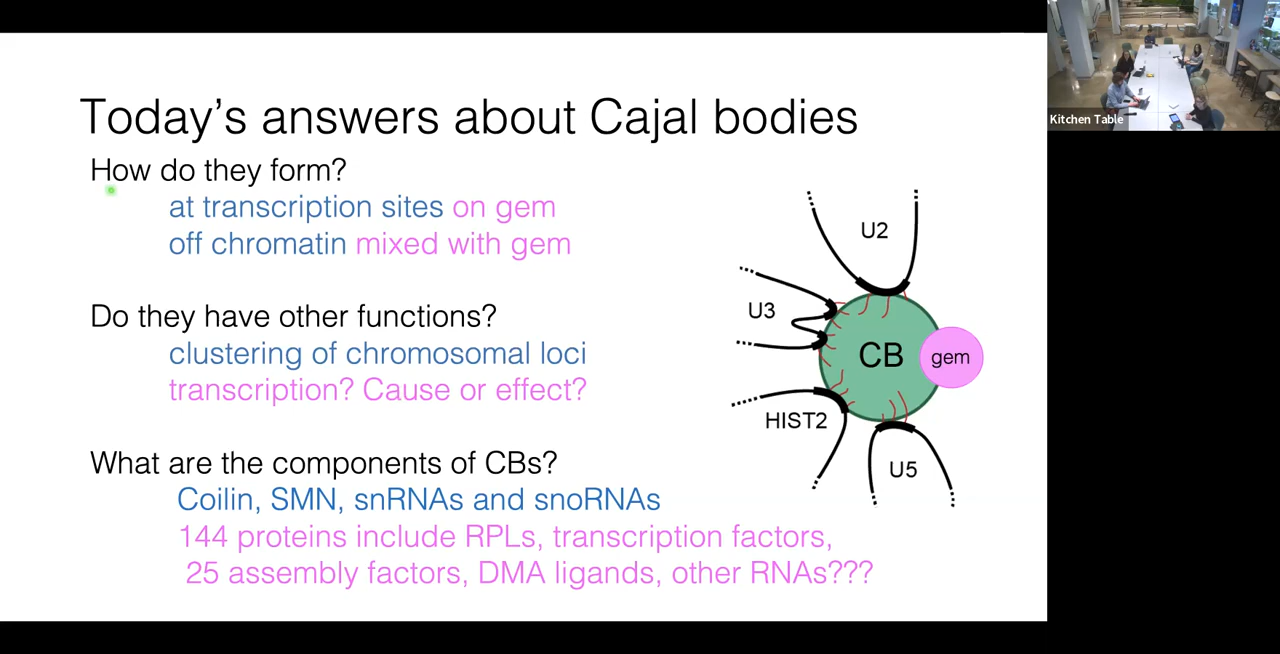 Today's answers about Cajal bodies
How do they form?
at transcription sites on gem
off chromatin mixed with gem
Do they have other functions?
clustering of chromosomal loci
transcription? Cause or effect?
What are the components of CBs?
Coilin, SMN, snRNAs and snoRNAs
144 proteins include RPLs, transcription factors,
25 assembly factors, DMA ligands, other RNAs???
U2
U3
CB
gem
HIST2
U5
Kitchen Table